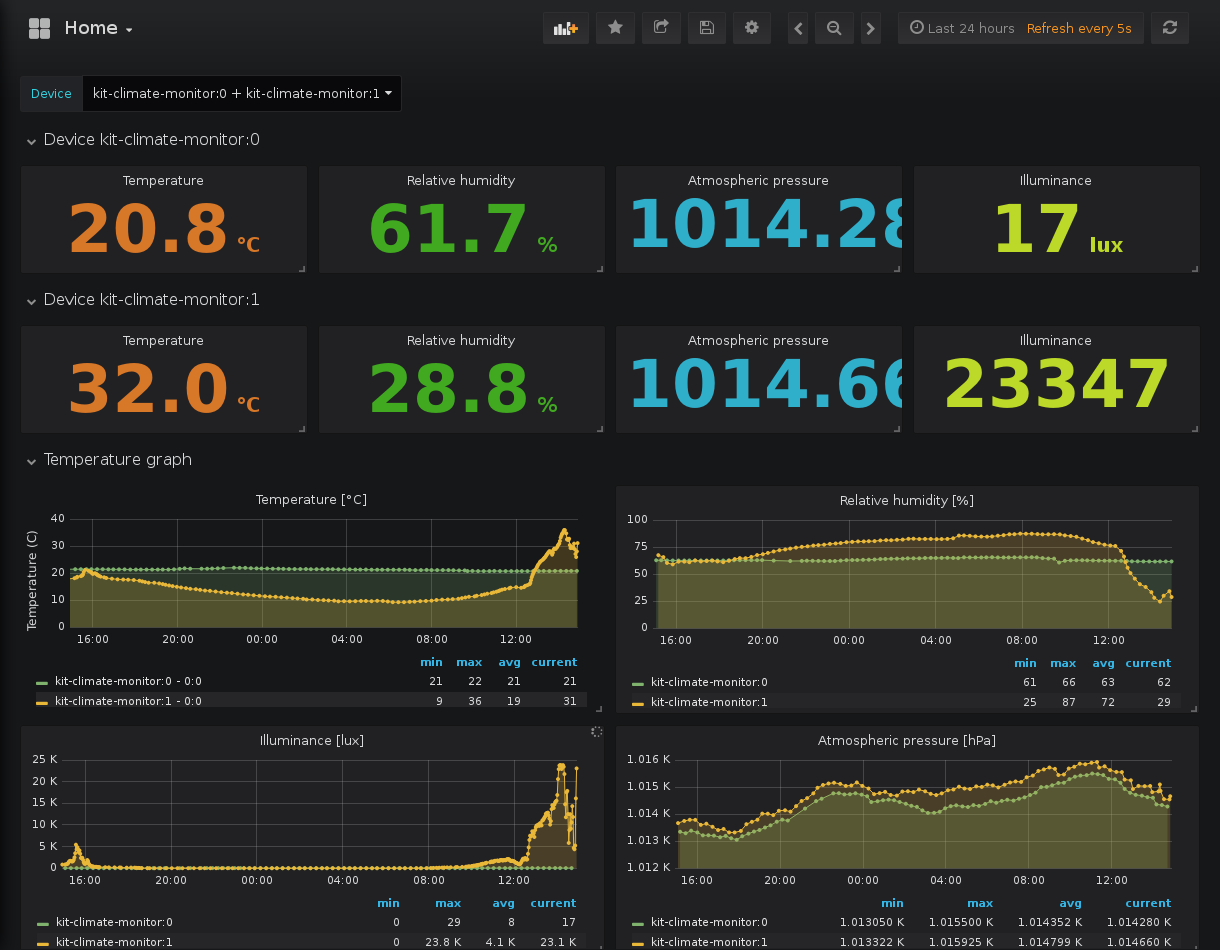 Home
Last 24 hours Refresh every 5s
Device kit-climate-monitor:0 + kit-climate-monitor:1
Device kit-climate-monitor:0
Temperature Relative humidity Atmospheric pressure Illuminance
20.8 °C 61.7 % 1014.28 17 lux
Device kit-climate-monitor:1
Temperature Relative humidity Atmospheric pressure Illuminance
32.0 °C 28.8 % 1014.66 23347
Temperature graph
Temperature [°C]
Temperature (C)
40
30
20
10
0
16:00 20:00 00:00 04:00 08:00 12:00
min max avg current
kit-climate-monitor:0 - 0:0 21 22 21 21
kit-climate-monitor:1 - 0:0 9 36 19 31
Relative humidity [%]
100
75
50
25
0
16:00 20:00 00:00 04:00 08:00 12:00
min max avg current
kit-climate-monitor:0 61 66 63 62
kit-climate-monitor:1 25 87 72 29
Illuminance [lux]
25 K
20 K
15 K
10 K
5 K
0
16:00 20:00 00:00 04:00 08:00 12:00
min max avg current
kit-climate-monitor:0 0 29 8 17
kit-climate-monitor:1 0 23.8 K 4.1 K 23.1 K
Atmospheric pressure [hPa]
1.016 K
1.015 K
1.014 K
1.013 K
1.012 K
16:00 20:00 00:00 04:00 08:00 12:00
min max avg current
kit-climate-monitor:0 1.013050 K 1.015500 K 1.014352 K 1.014280 K
kit-climate-monitor:1 1.013322 K 1.015925 K 1.014799 K 1.014660 K